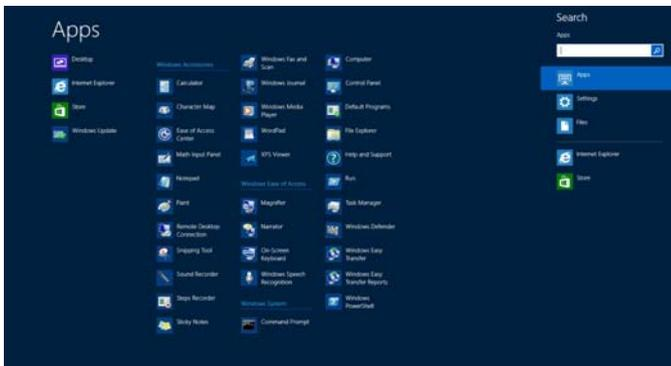 Apps
Desktop
Internet Explorer
Store
Windows Update
Windows Accessories
Calculator
Character Map
Ease of Access
Center
Math Input Panel
Notepad
Paint
Remote Desktop
Connection
Snipping Tool
Sound Recorder
Steps Recorder
Sticky Notes
Windows Fax and
Scan
Windows Journal
Windows Media
Player
WordPad
XPS Viewer
Windows Ease of Access
Magnifier
Narrator
On-Screen
Keyboard
Windows Speech
Recognition
Windows System
Command Prompt
Computer
Control Panel
Default Programs
File Explorer
Help and Support
Run
Task Manager
Windows Defender
Windows Easy
Transfer
Windows Easy
Transfer Reports
Windows
PowerShell
Search
Apps
Apps
Settings
Files
Internet Explorer
Store